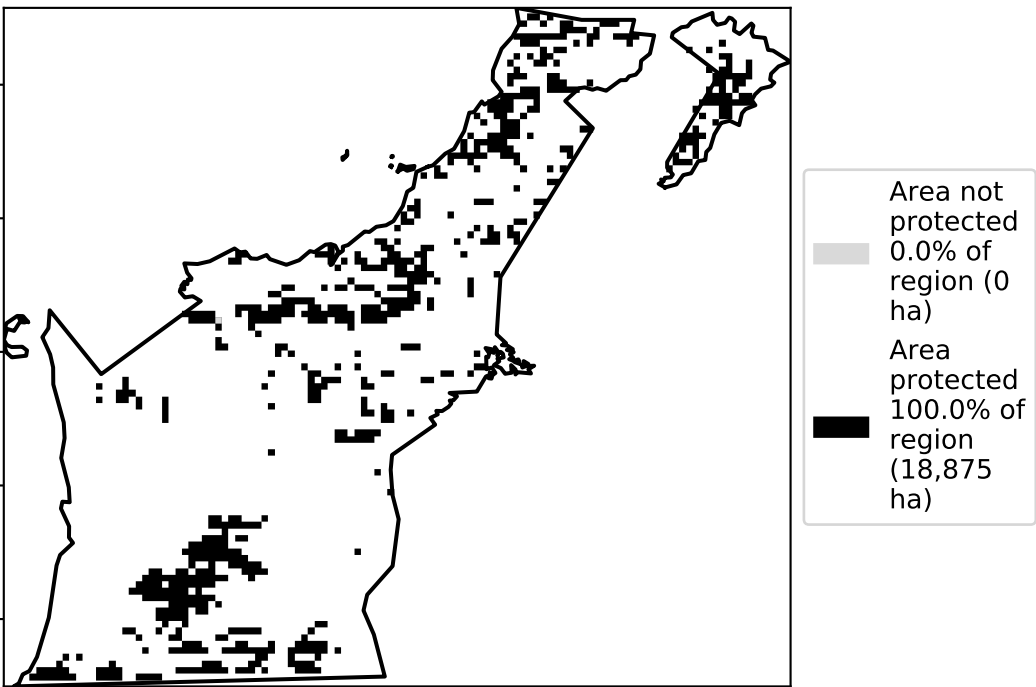 Area not
protected
0.0% of
region (0
ha)
Area
protected
100.0% of
region
(18,875
ha)